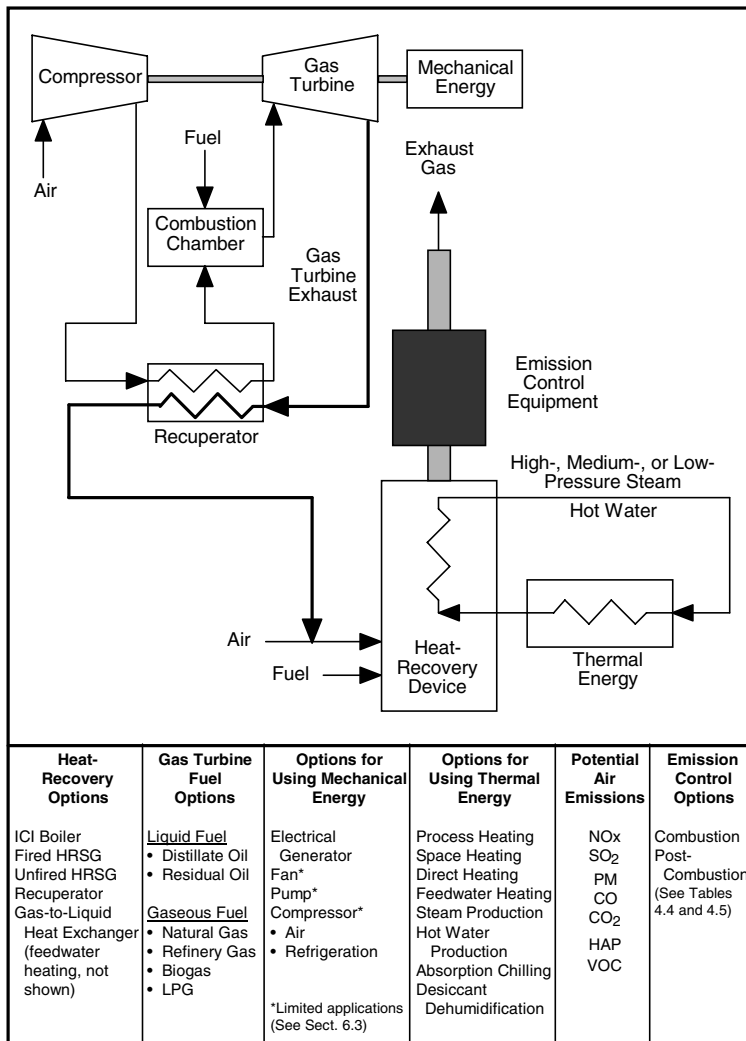 Compressor
Gas
Turbine
Mechanical
Energy
Air
Fuel
Combustion
Chamber
Gas
Turbine
Exhaust
Exhaust
Gas
Recuperator
Emission
Control
Equipment
High-, Medium-, or Low-
Pressure Steam
Hot Water
Air
Fuel
Heat-
Recovery
Device
Thermal
Energy
Heat-
Recovery
Options
ICI Boiler
Fired HRSG
Unfired HRSG
Recuperator
Gas-to-Liquid
Heat Exchanger
(feedwater
heating, not
shown)
Gas Turbine
Fuel
Options
Liquid Fuel
• Distillate Oil
• Residual Oil
Gaseous Fuel
• Natural Gas
• Refinery Gas
• Biogas
• LPG
Options for
Using Mechanical
Energy
Electrical
Generator
Fan*
Pump*
Compressor*
• Air
• Refrigeration
*Limited applications
(See Sect. 6.3)
Options for
Using Thermal
Energy
Process Heating
Space Heating
Direct Heating
Feedwater Heating
Steam Production
Hot Water
Production
Absorption Chilling
Desiccant
Dehumidification
Potential
Air
Emissions
NOx
SO₂
PM
CO
CO₂
HAP
VOC
Emission
Control
Options
Combustion
Post-
Combustion
(See Tables
4.4 and 4.5)